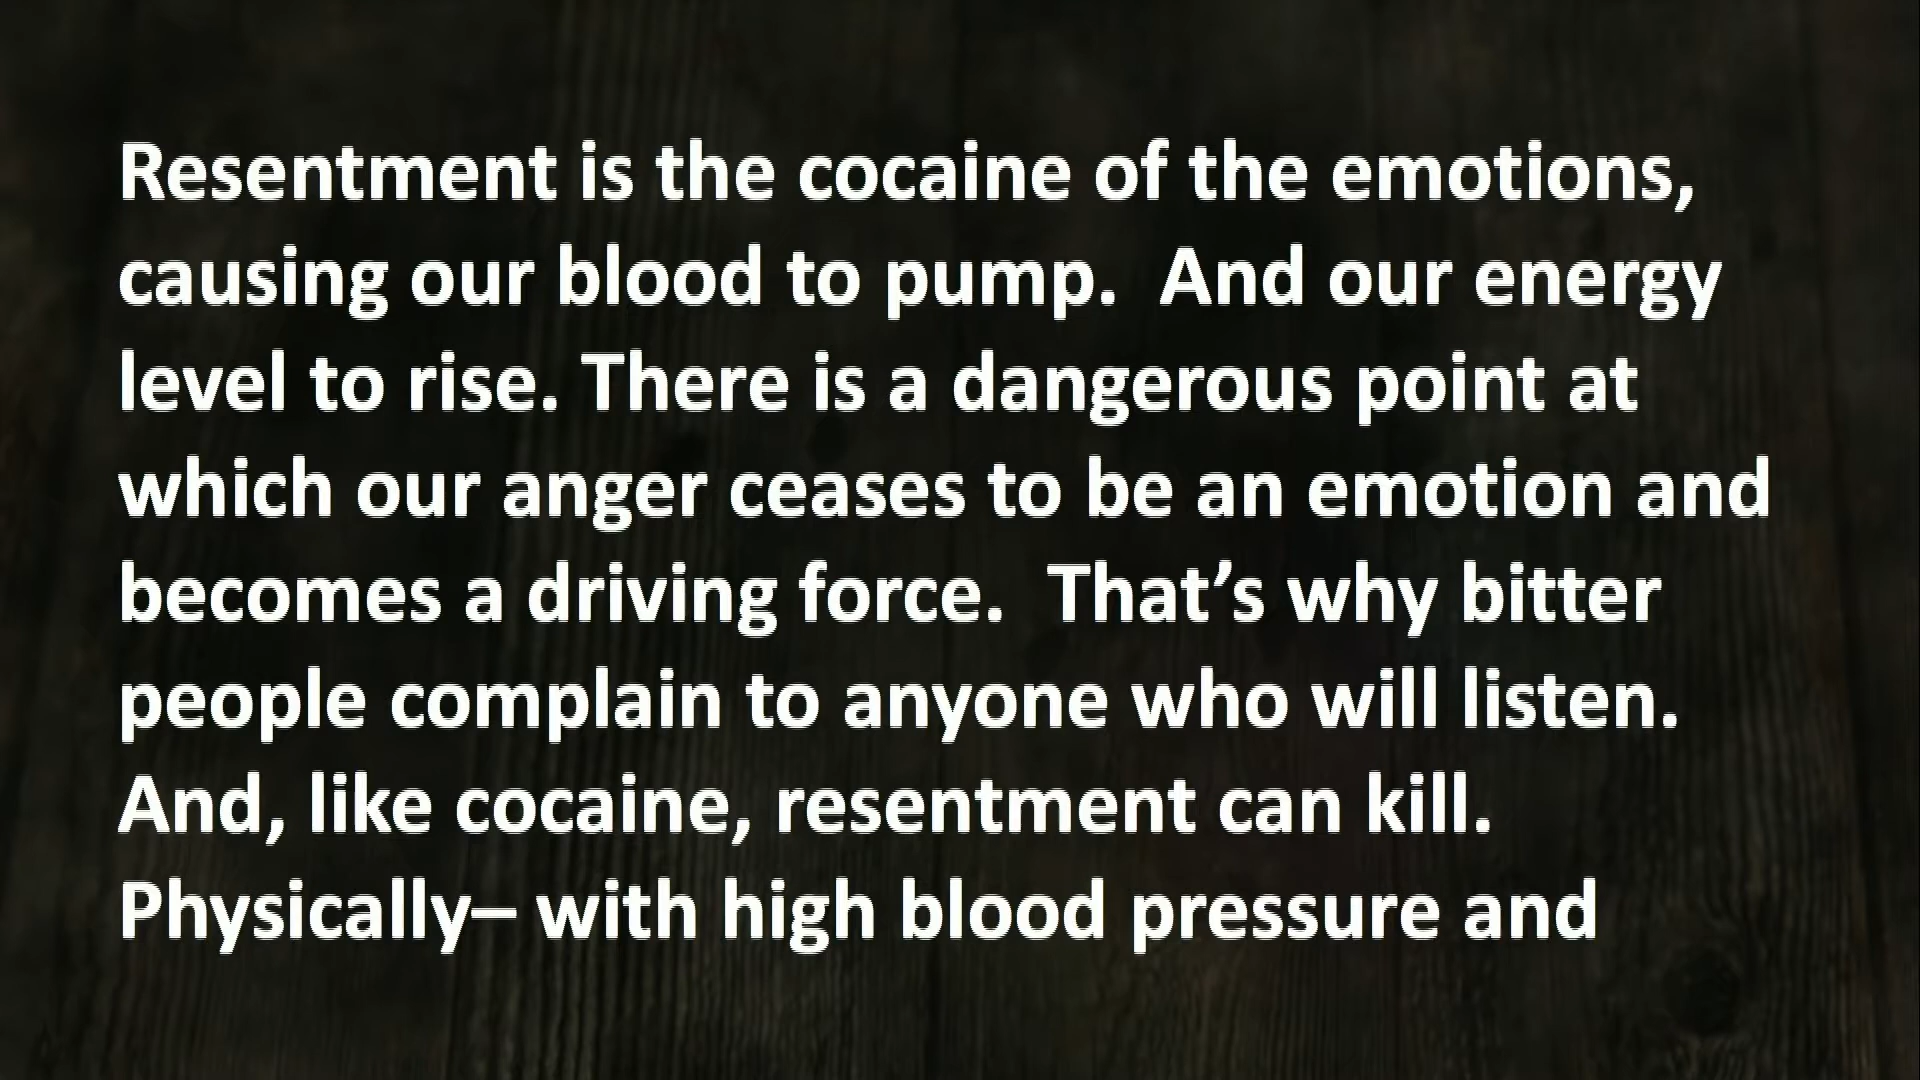 Resentment is the cocaine of the emotions,
causing our blood to pump.  And our energy
level to rise. There is a dangerous point at
which our anger ceases to be an emotion and
becomes a driving force.  That’s why bitter
people complain to anyone who will listen.
And, like cocaine, resentment can kill.
Physically– with high blood pressure and